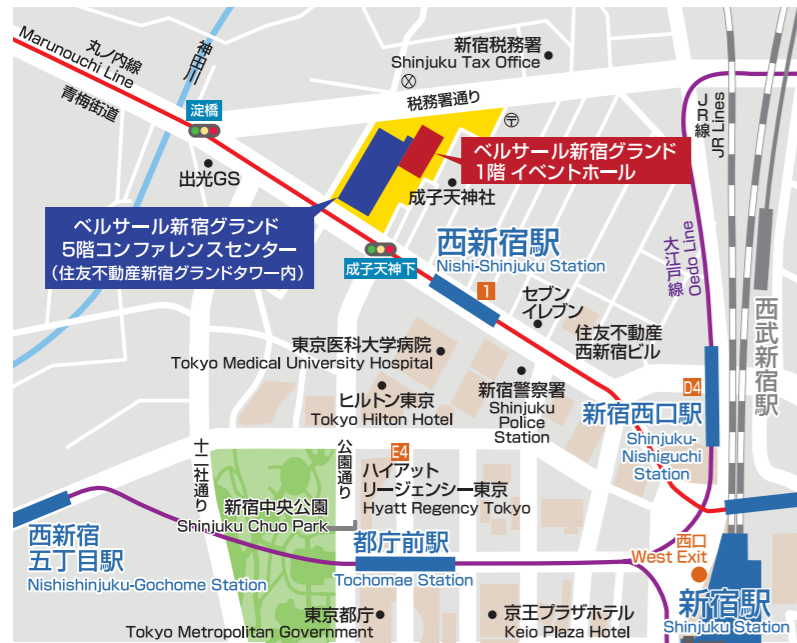 丸ノ内線
Marunouchi Line
青梅街道
神田川
淀橋
新宿税務署
Shinjuku Tax Office
税務署通り
〒
JR線
JR Lines
出光GS
ベルサール新宿グランド
1階 イベントホール
成子天神社
ベルサール新宿グランド
5階コンファレンスセンター
（住友不動産新宿グランドタワー内）
成子天神下
西新宿駅
Nishi-Shinjuku Station
大江戸線
Oedo Line
西武新宿駅
1
セブン
イレブン
住友不動産
西新宿ビル
東京医科大学病院
Tokyo Medical University Hospital
ヒルトン東京
Tokyo Hilton Hotel
新宿警察署
Shinjuku
Police
Station
D4
新宿西口駅
Shinjuku-
Nishiguchi
Station
十二社通り
公園通り
E4
ハイアット
リージェンシー東京
Hyatt Regency Tokyo
新宿中央公園
Shinjuku Chuo Park
西新宿
五丁目駅
Nishishinjuku-Gochome Station
都庁前駅
Tochomae Station
西口
West Exit
新宿駅
Shinjuku Station
東京都庁
Tokyo Metropolitan Government
京王プラザホテル
Keio Plaza Hotel